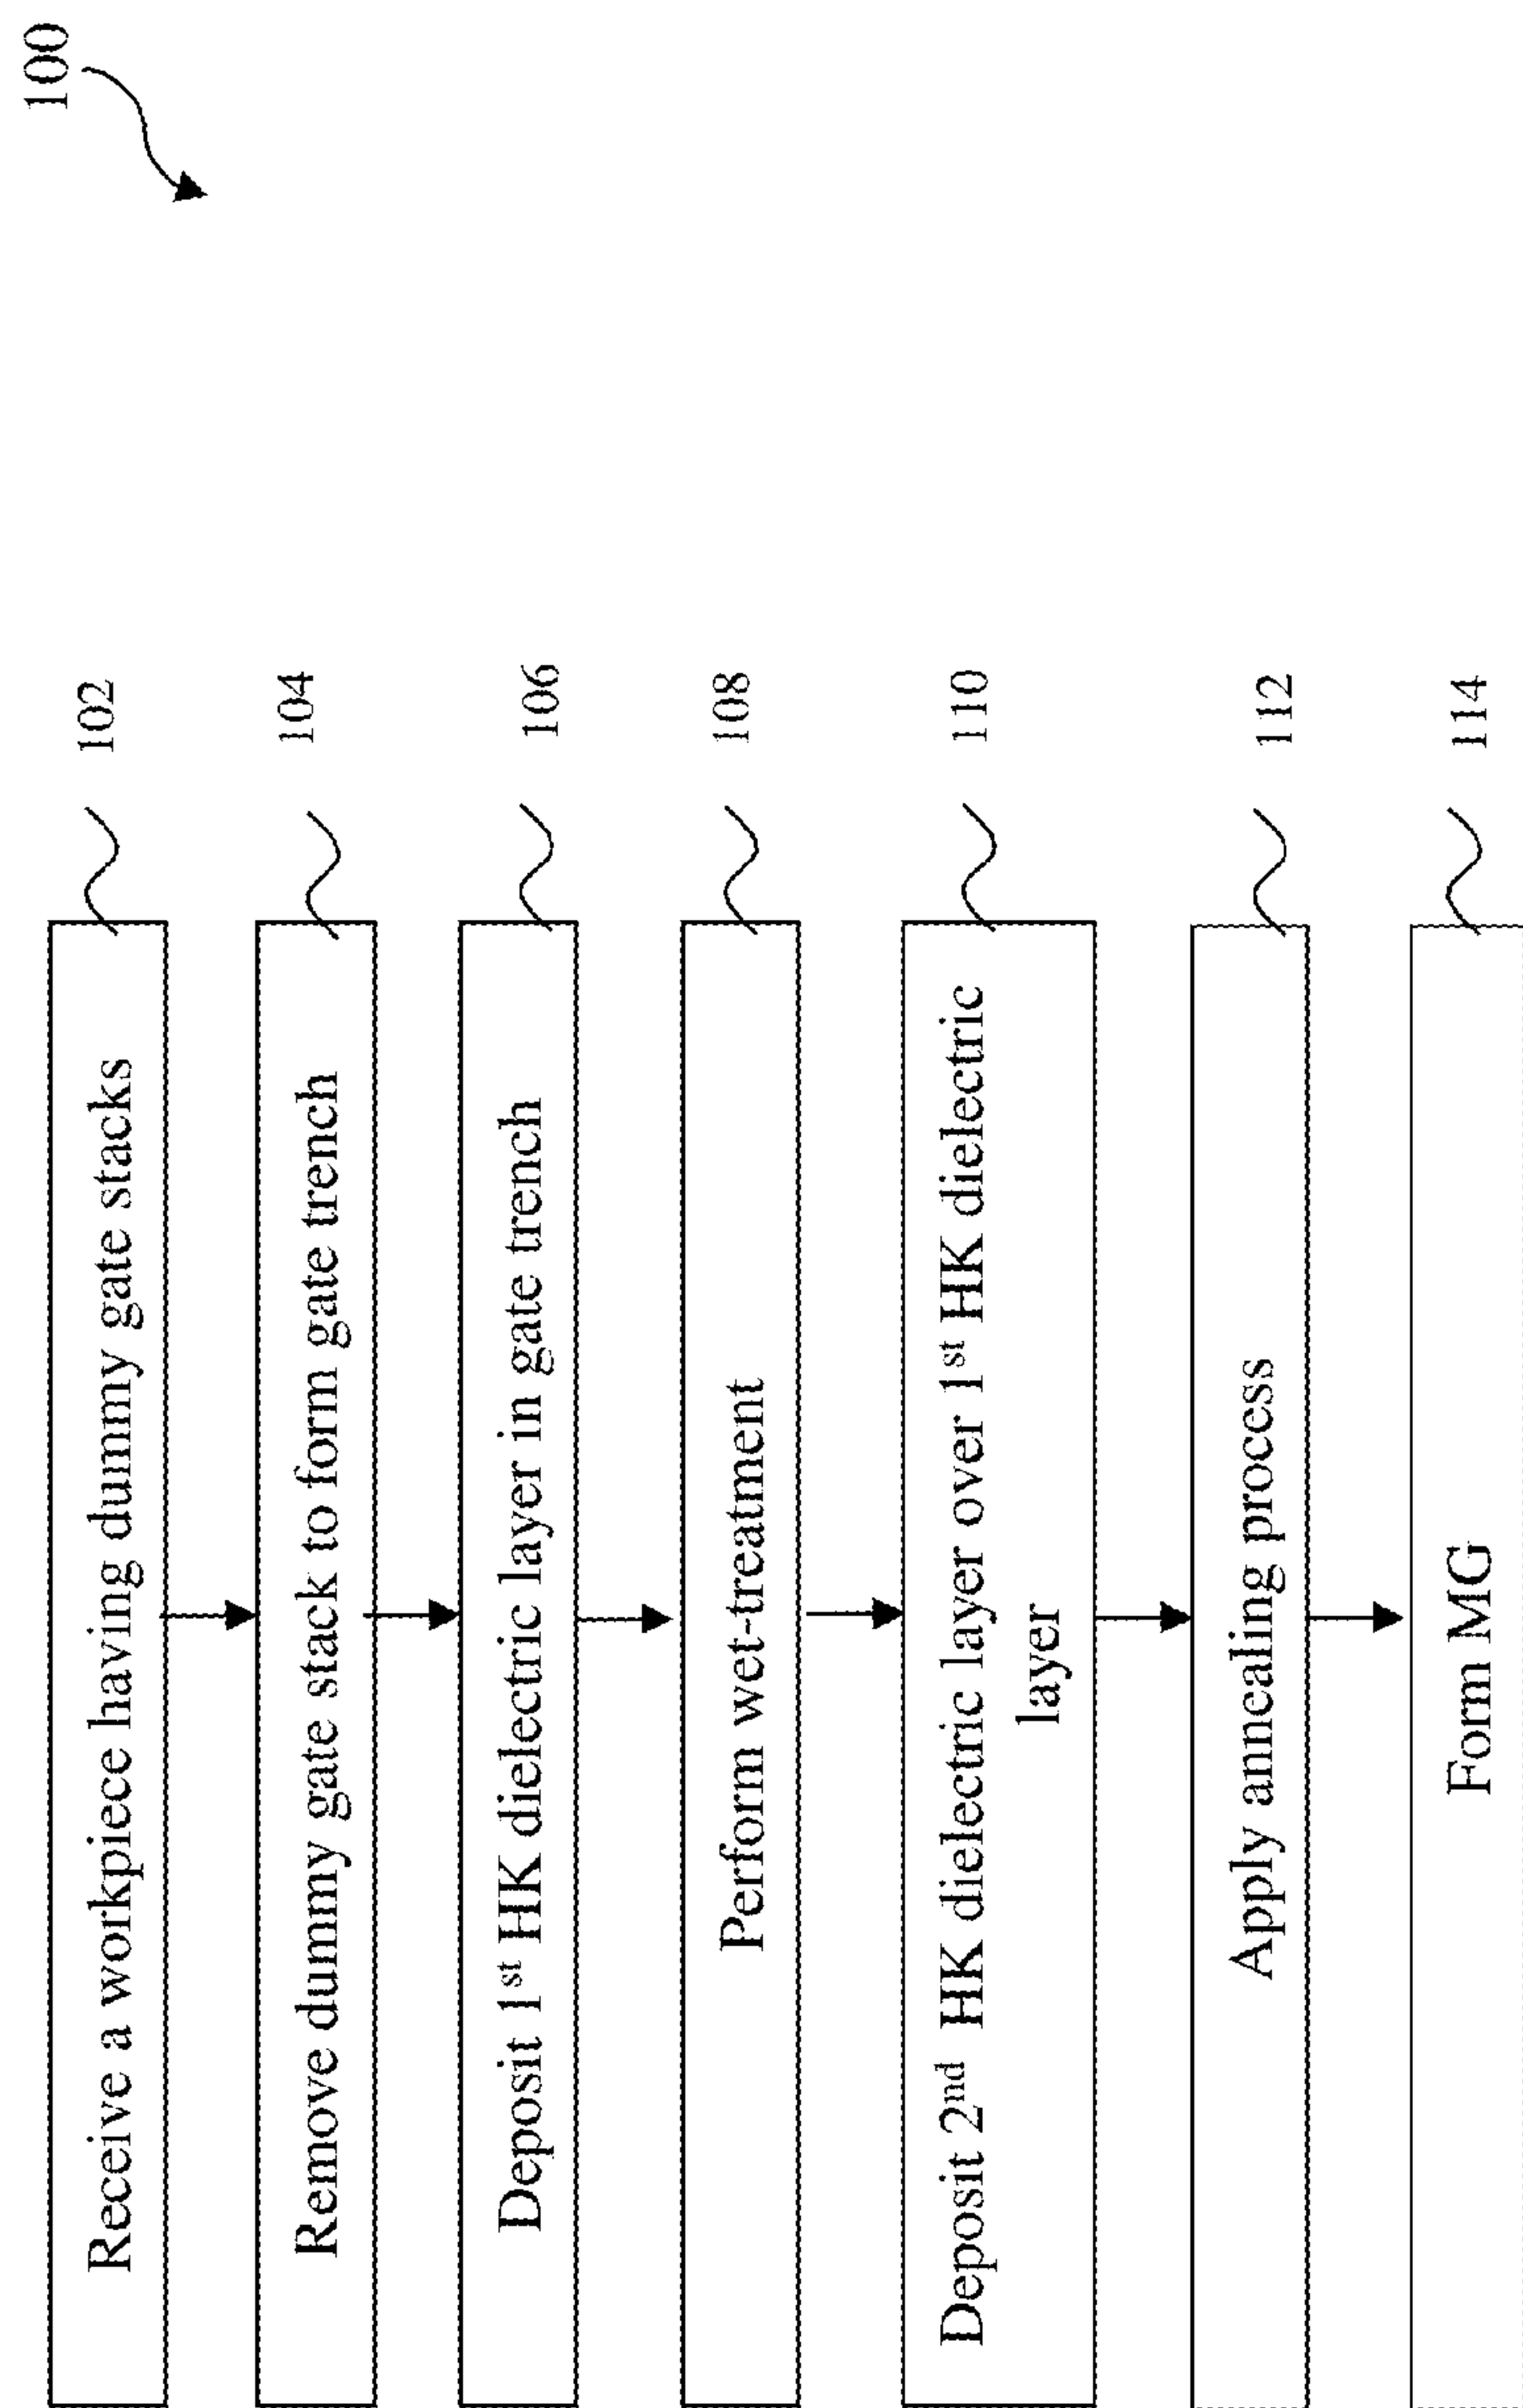 100
Receive a workpiece having dummy gate stacks
102
Remove dummy gate stack to form gate trench
104
Deposit 1st HK dielectric layer in gate trench
106
Perform wet-treatment
108
Deposit 2nd HK dielectric layer over 1st HK dielectric
layer
110
Apply annealing process
112
Form MG
114